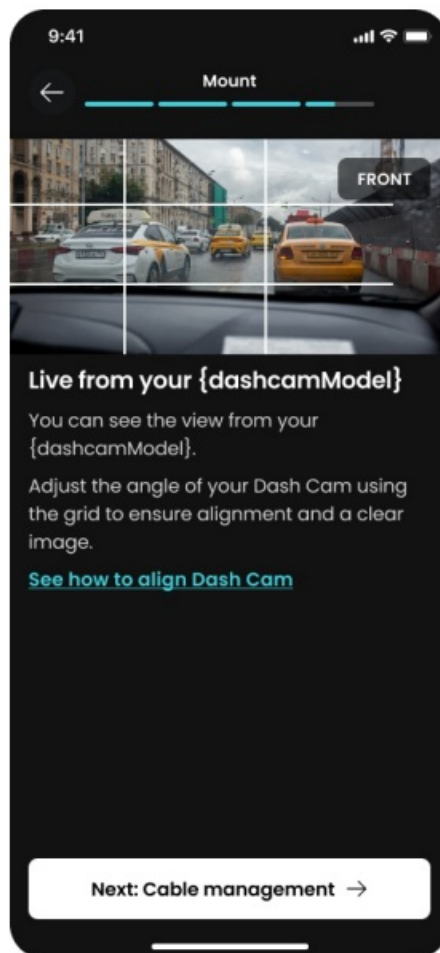 9:41
Mount
FRONT
Live from your {dashcamModel}
You can see the view from your
{dashcamModel}.
Adjust the angle of your Dash Cam using
the grid to ensure alignment and a clear
image.
See how to align Dash Cam
Next: Cable management →